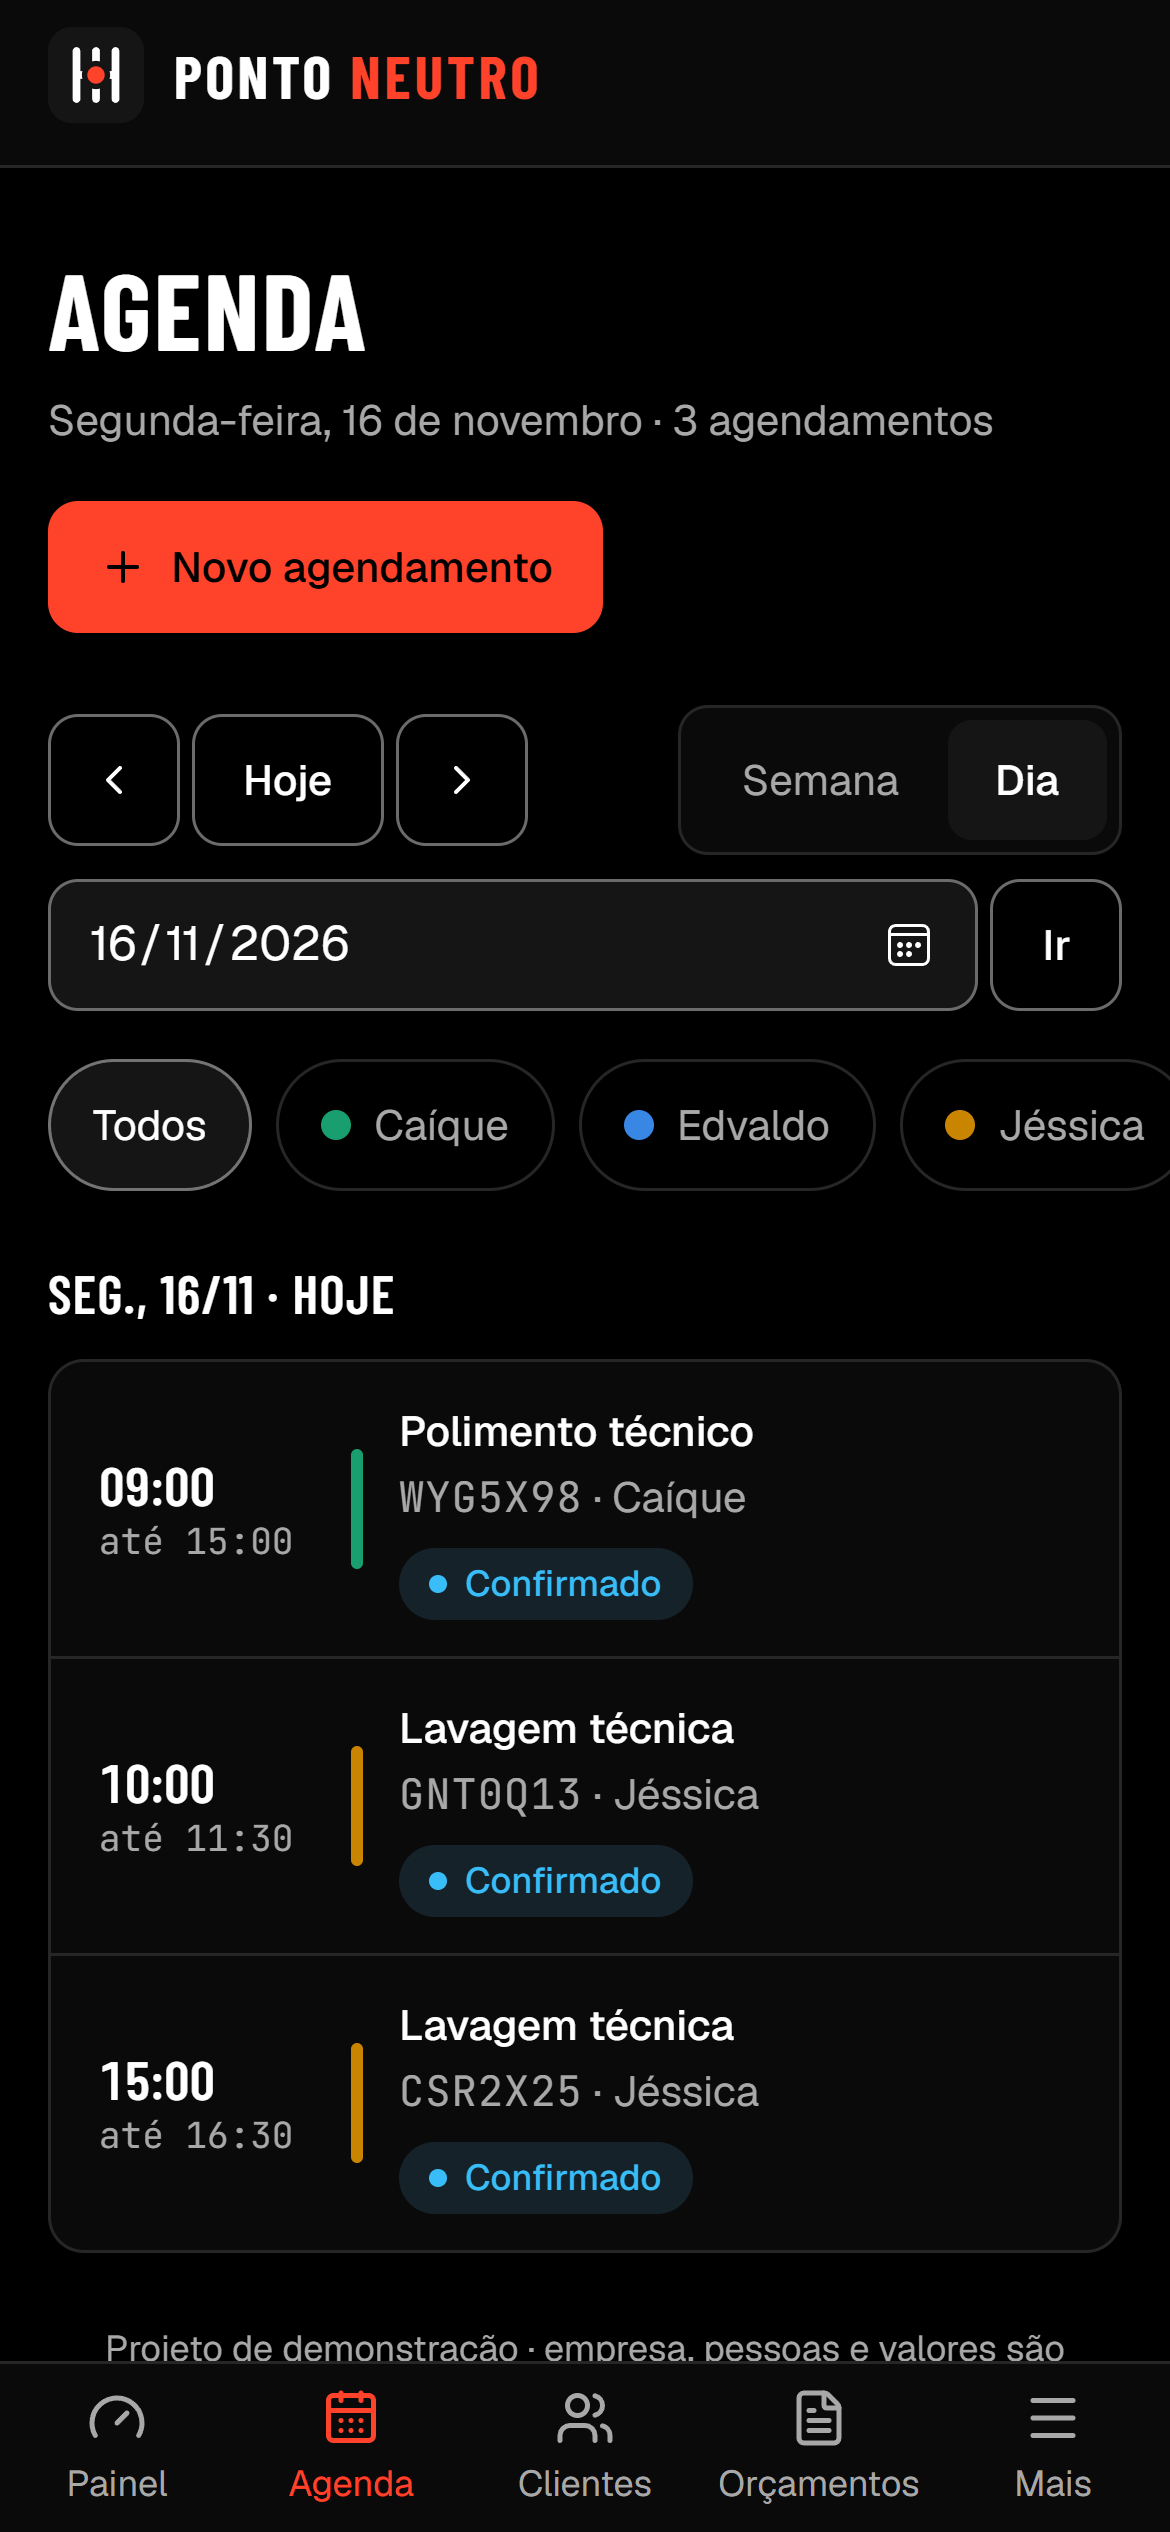 PONTO NEUTRO
AGENDA
Segunda-feira, 16 de novembro · 3 agendamentos
Novo agendamento
Hoje
Semana
Dia
16/11/2026
Ir
Todos
Caíque
Edvaldo
Jéssica
SEG., 16/11 · HOJE
09:00
até 15:00
Polimento técnico
WYG5X98 · Caíque
Confirmado
10:00
até 11:30
Lavagem técnica
GNT0Q13 · Jéssica
Confirmado
15:00
até 16:30
Lavagem técnica
CSR2X25 · Jéssica
Confirmado
Projeto de demonstração · empresa, pessoas e valores são
Painel
Agenda
Clientes
Orçamentos
Mais